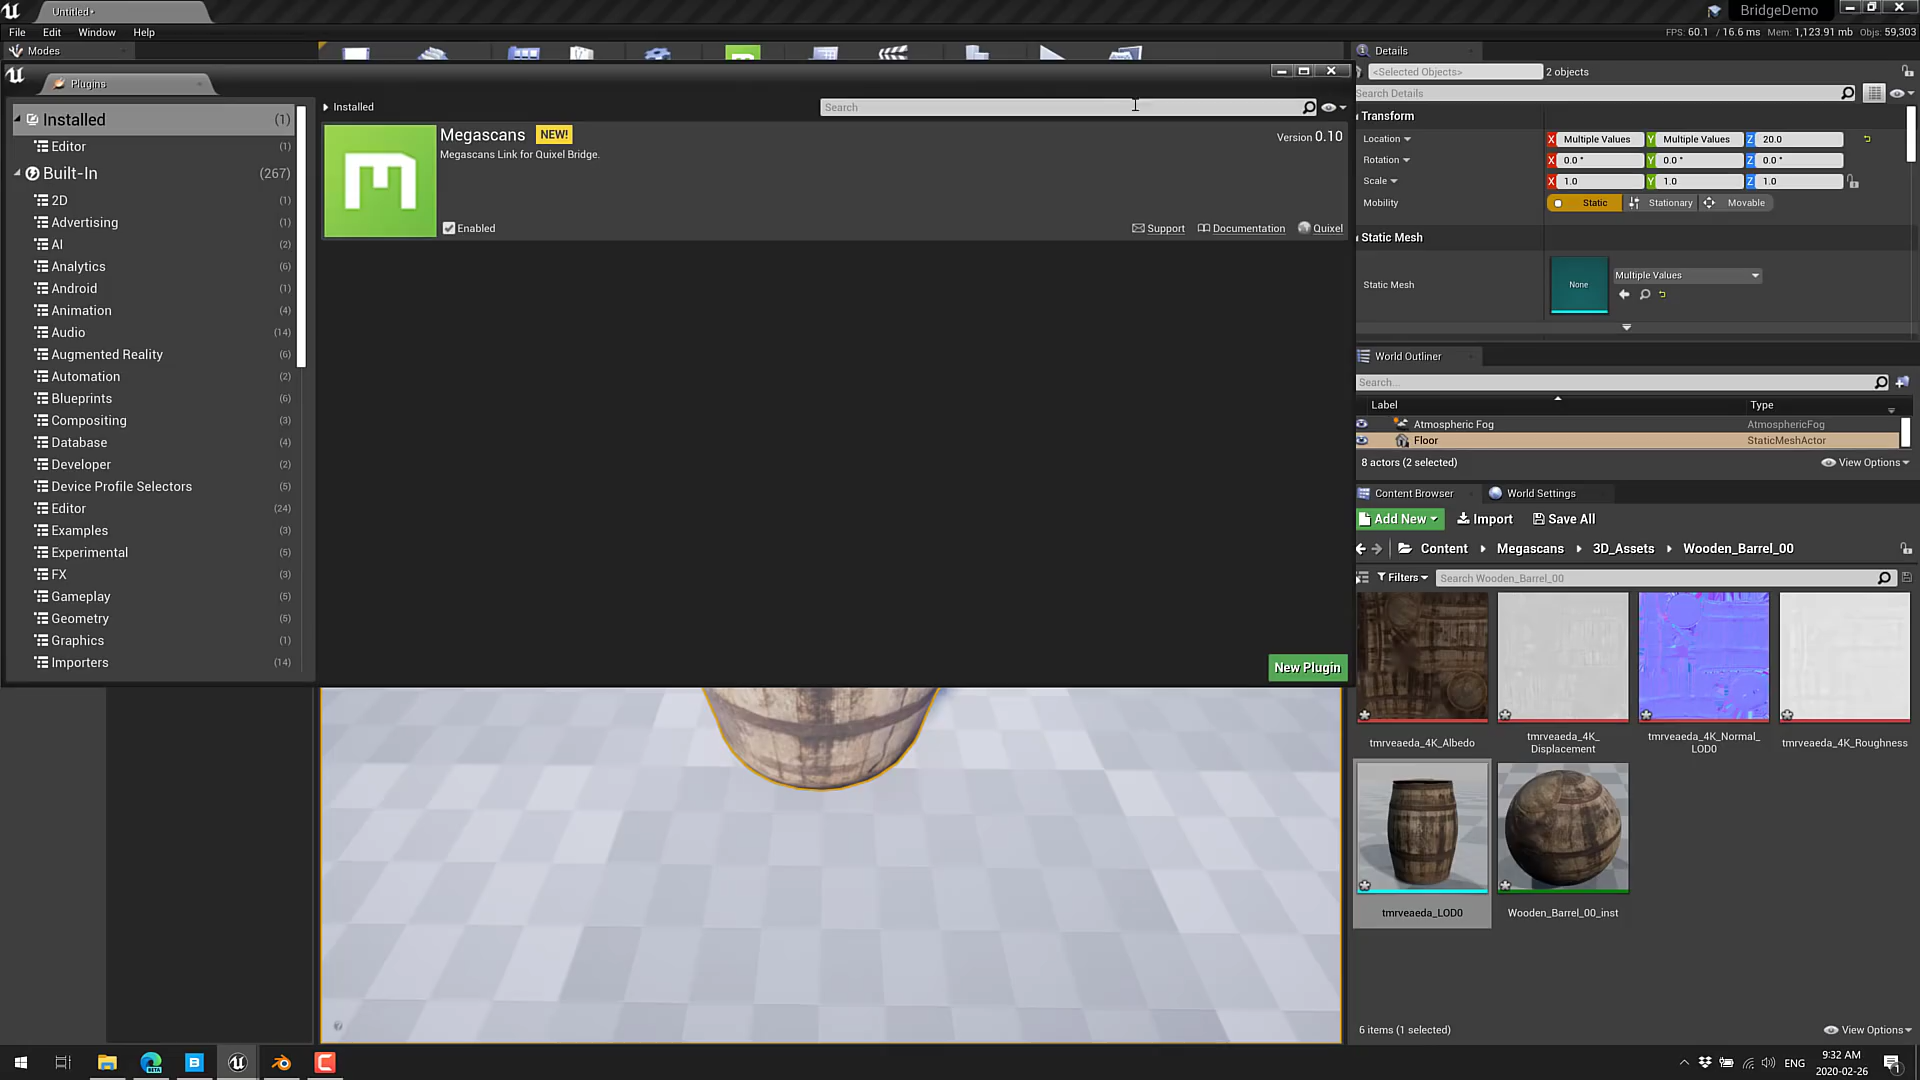 Untitled•
BridgeDemo
File Edit Window Help
FPS: 60.1 / 16.6 ms Mem: 1,123.91 mb Objs: 59,303
Modes
Plugins
Installed (1)
Editor (1)
Built-In (267)
2D (1)
Advertising (1)
AI (2)
Analytics (6)
Android (1)
Animation (4)
Audio (14)
Augmented Reality (6)
Automation (2)
Blueprints (6)
Compositing (3)
Database (4)
Developer (2)
Device Profile Selectors (5)
Editor (24)
Examples (3)
Experimental (5)
FX (3)
Gameplay (5)
Geometry (5)
Graphics (1)
Importers (14)
Installed
Search
Megascans NEW!
Version 0.10
Megascans Link for Quixel Bridge.
Enabled
Support Documentation Quixel
New Plugin
Details
<Selected Objects> 2 objects
Search Details
Transform
Location X Multiple Values Y Multiple Values Z 20.0
Rotation X 0.0 ° Y 0.0 ° Z 0.0 °
Scale X 1.0 Y 1.0 Z 1.0
Mobility Static Stationary Movable
Static Mesh
Static Mesh None Multiple Values
World Outliner
Search...
Label Type
Atmospheric Fog AtmosphericFog
Floor StaticMeshActor
8 actors (2 selected) View Options
Content Browser World Settings
Add New Import Save All
Content Megascans 3D_Assets Wooden_Barrel_00
Filters Search Wooden_Barrel_00
tmrveaeda_4K_Albedo
tmrveaeda_4K_
Displacement
tmrveaeda_4K_Normal_
LOD0
tmrveaeda_4K_Roughness
tmrveaeda_LOD0
Wooden_Barrel_00_inst
6 items (1 selected) View Options
ENG
9:32 AM
2020-02-26